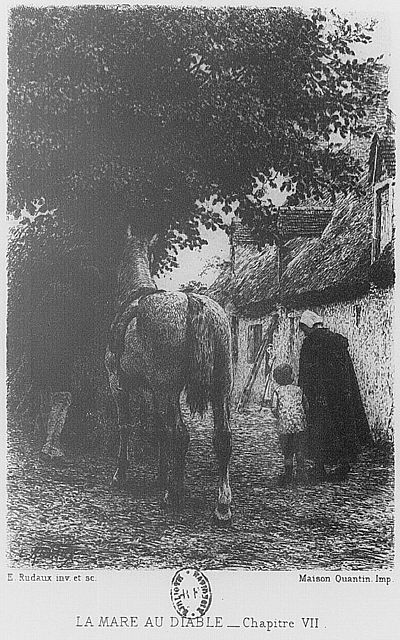 E. Rudaux inv. et sc.
Maison Quantin. Imp.
LA MARE AU DIABLE _ Chapitre VII.